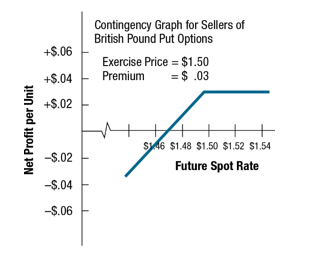 Contingency Graph for Sellers of
British Pound Put Options
Exercise Price = $1.50
Premium = $ .03
+$.06
+$.04
+$.02
–$.02
–$.04
–$.06
Net Profit per Unit
$1.46 $1.48 $1.50 $1.52 $1.54
Future Spot Rate